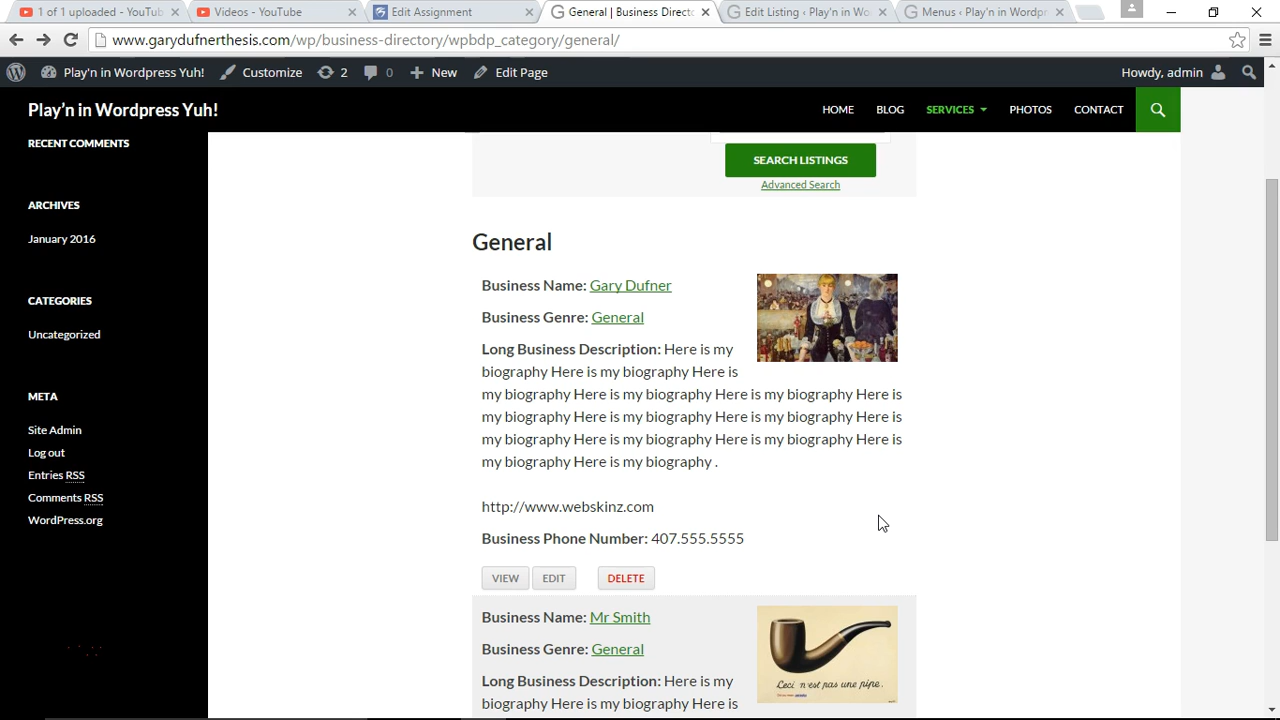 1 of 1 uploaded - YouTub
Videos - YouTube
Edit Assignment
General | Business Directo
Edit Listing ‹ Play'n in Wo
Menus ‹ Play'n in Wordpr
www.garydufnerthesis.com/wp/business-directory/wpbdp_category/general/
Play'n in Wordpress Yuh! Customize 2 0 New Edit Page Howdy, admin
Play'n in Wordpress Yuh! HOME BLOG SERVICES PHOTOS CONTACT
RECENT COMMENTS
ARCHIVES
January 2016
CATEGORIES
Uncategorized
META
Site Admin
Log out
Entries RSS
Comments RSS
WordPress.org
SEARCH LISTINGS
Advanced Search
General
Business Name: Gary Dufner
Business Genre: General
Long Business Description: Here is my
biography Here is my biography Here is
my biography Here is my biography Here is my biography Here is
my biography Here is my biography Here is my biography Here is
my biography Here is my biography Here is my biography Here is
my biography Here is my biography .
http://www.webskinz.com
Business Phone Number: 407.555.5555
VIEW EDIT DELETE
Business Name: Mr Smith
Business Genre: General
Long Business Description: Here is my
biography Here is my biography Here is
Ceci n'est pas une pipe.